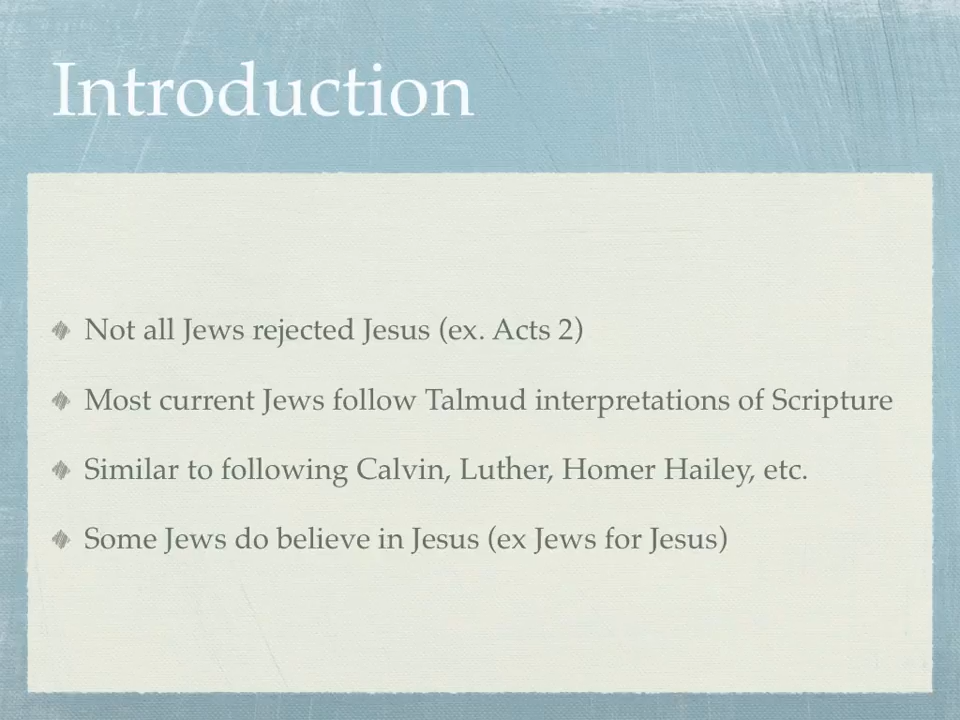 Introduction
Not all Jews rejected Jesus (ex. Acts 2)
Most current Jews follow Talmud interpretations of Scripture
Similar to following Calvin, Luther, Homer Hailey, etc.
Some Jews do believe in Jesus (ex Jews for Jesus)